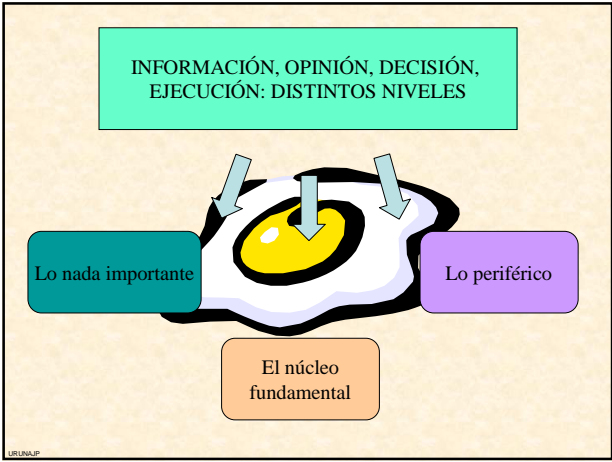 INFORMACIÓN, OPINIÓN, DECISIÓN,
EJECUCIÓN: DISTINTOS NIVELES
Lo nada importante
Lo periférico
El núcleo
fundamental
URUNAJP